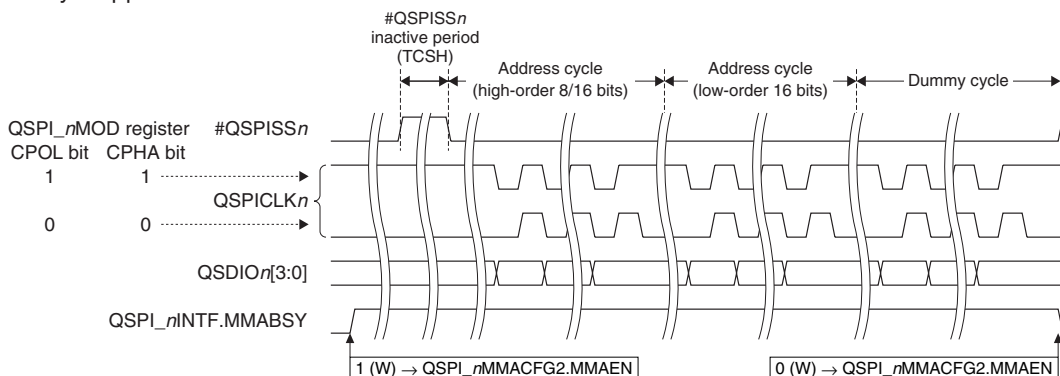 #QSPISSn
inactive period
(TCSH)
Address cycle
(high-order 8/16 bits)
Address cycle
(low-order 16 bits)
Dummy cycle
QSPI_nMOD register
#QSPISSn
CPOL bit CPHA bit
1 1
QSPICLKn
0 0
QSDIOn[3:0]
QSPI_nINTF.MMABSY
1 (W) → QSPI_nMMACFG2.MMAEN
0 (W) → QSPI_nMMACFG2.MMAEN